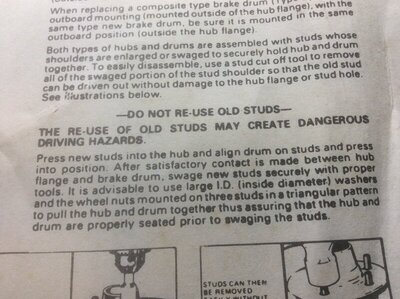 When replacing a composite type brake drum
outboard mounting (mounted outside of the hub flange), with the
same type new brake drum, be sure it is mounted in the same
outboard position (outside the hub flange).
Both types of hubs and drums are assembled with studs whose
shoulders are enlarged or swaged to securely hold hub and drum
together. To easily disassemble, use a stud cut off tool to remove
all of the swaged portion of the stud shoulder so that the old stud
can be driven out without damage to the hub flange or stud hole.
See illustrations below.
—DO NOT RE-USE OLD STUDS—
THE RE-USE OF OLD STUDS MAY CREATE DANGEROUS
DRIVING HAZARDS.
Press new studs into the hub and align drum on studs and press
into position. After satisfactory contact is made between hub
flange and brake drum, swage new studs securely with proper
tools. It is advisable to use large I.D. (inside diameter) washers
and the wheel nuts mounted on three studs in a triangular pattern
to pull the hub and drum together thus assuring that the hub and
drum are properly seated prior to swaging the studs.
STUDS CAN THEN
BE REMOVED